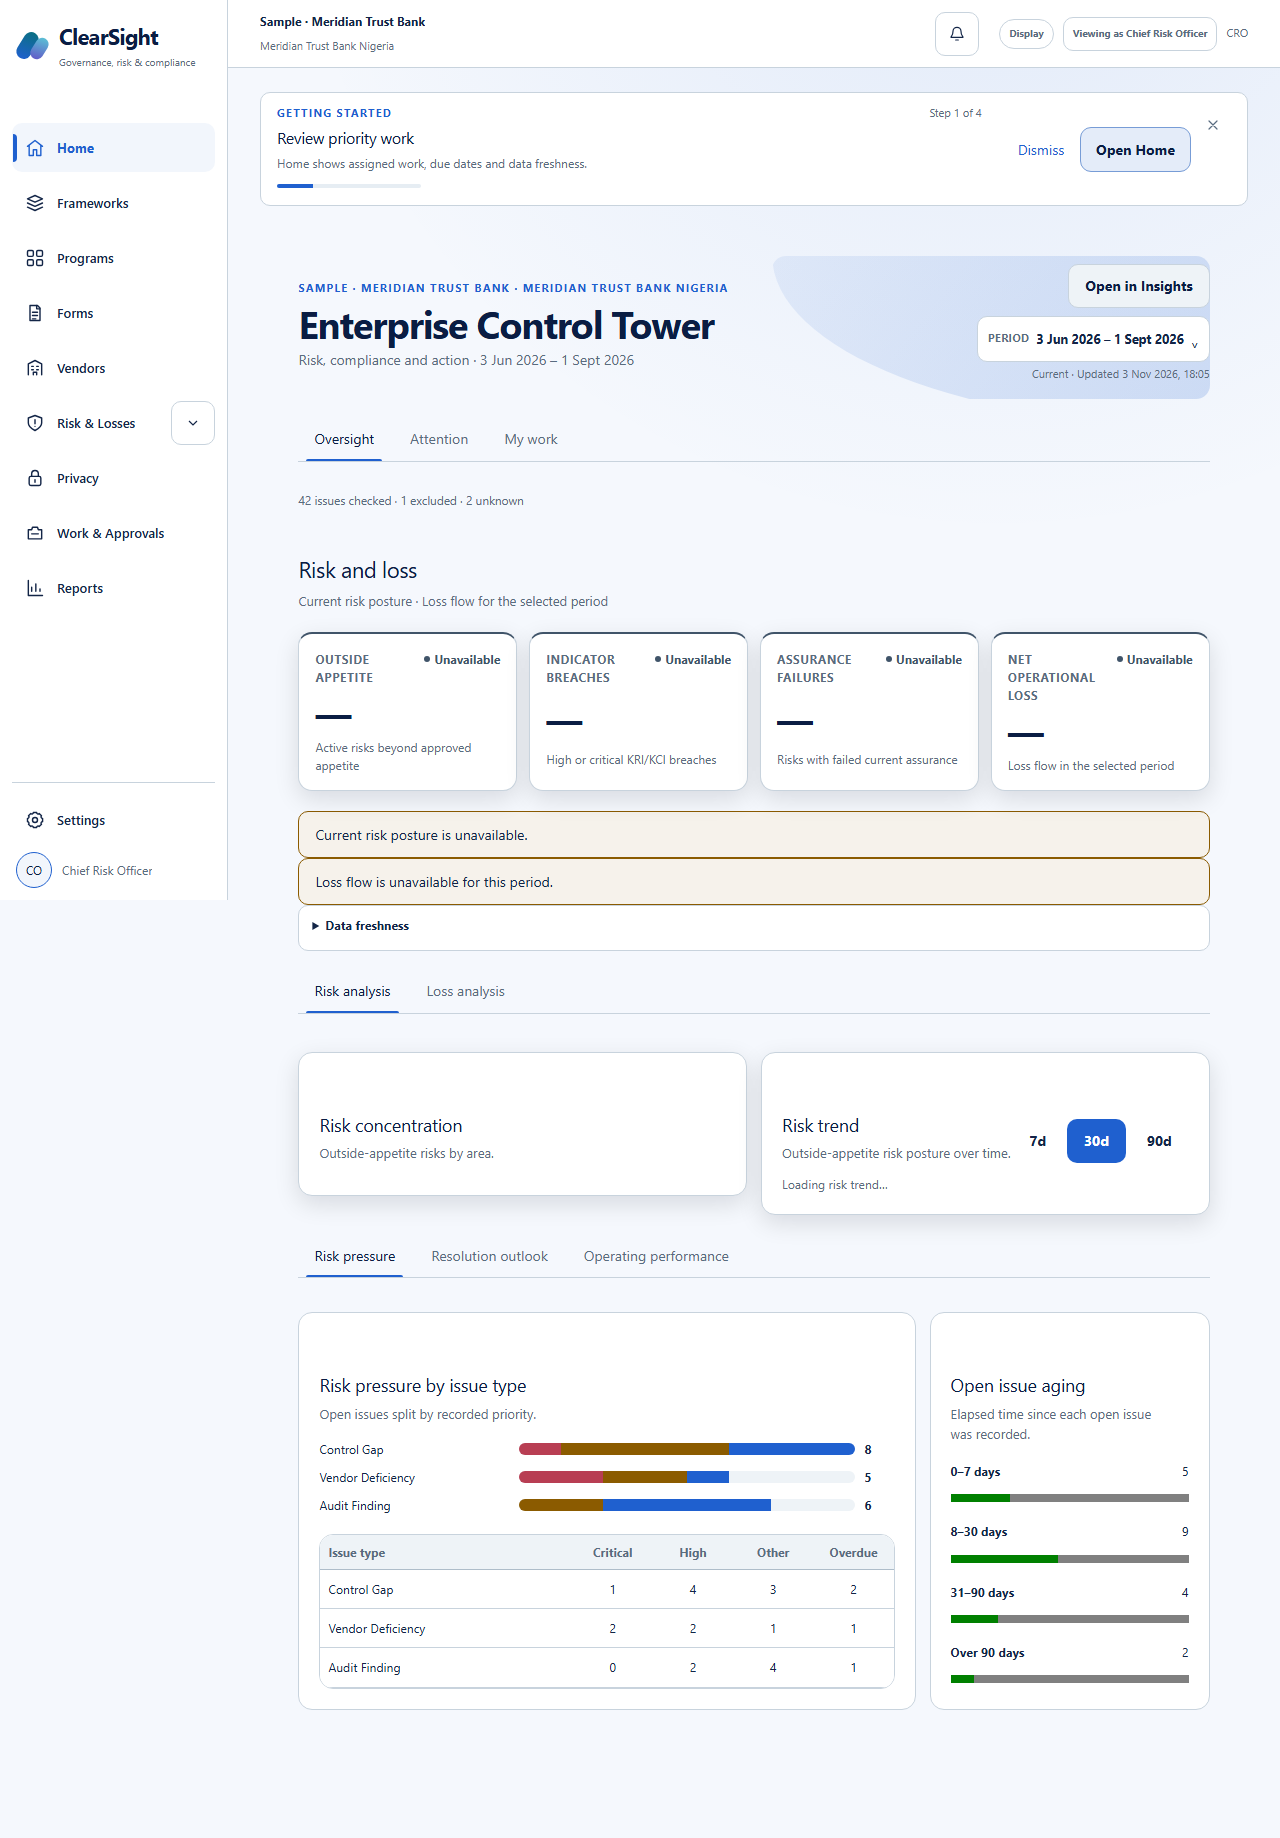 ClearSight
Governance, risk & compliance
Home
Frameworks
Programs
Forms
Vendors
Risk & Losses
Privacy
Work & Approvals
Reports
Settings
CO
Chief Risk Officer
Sample · Meridian Trust Bank
Meridian Trust Bank Nigeria
Display
Viewing as Chief Risk Officer
CRO
GETTING STARTED
Step 1 of 4
Review priority work
Home shows assigned work, due dates and data freshness.
Dismiss
Open Home
SAMPLE · MERIDIAN TRUST BANK · MERIDIAN TRUST BANK NIGERIA
Enterprise Control Tower
Risk, compliance and action · 3 Jun 2026 – 1 Sept 2026
Open in Insights
PERIOD 3 Jun 2026 – 1 Sept 2026 v
Current · Updated 3 Nov 2026, 18:05
Oversight
Attention
My work
42 issues checked · 1 excluded · 2 unknown
Risk and loss
Current risk posture · Loss flow for the selected period
OUTSIDE
APPETITE
Unavailable
—
Active risks beyond approved
appetite
INDICATOR
BREACHES
Unavailable
—
High or critical KRI/KCI breaches
ASSURANCE
FAILURES
Unavailable
—
Risks with failed current assurance
NET
OPERATIONAL
LOSS
Unavailable
—
Loss flow in the selected period
Current risk posture is unavailable.
Loss flow is unavailable for this period.
Data freshness
Risk analysis
Loss analysis
Risk concentration
Outside-appetite risks by area.
Risk trend
Outside-appetite risk posture over time.
7d
30d
90d
Loading risk trend...
Risk pressure
Resolution outlook
Operating performance
Risk pressure by issue type
Open issues split by recorded priority.
Control Gap 8
Vendor Deficiency 5
Audit Finding 6
Issue type Critical High Other Overdue
Control Gap 1 4 3 2
Vendor Deficiency 2 2 1 1
Audit Finding 0 2 4 1
Open issue aging
Elapsed time since each open issue
was recorded.
0–7 days 5
8–30 days 9
31–90 days 4
Over 90 days 2